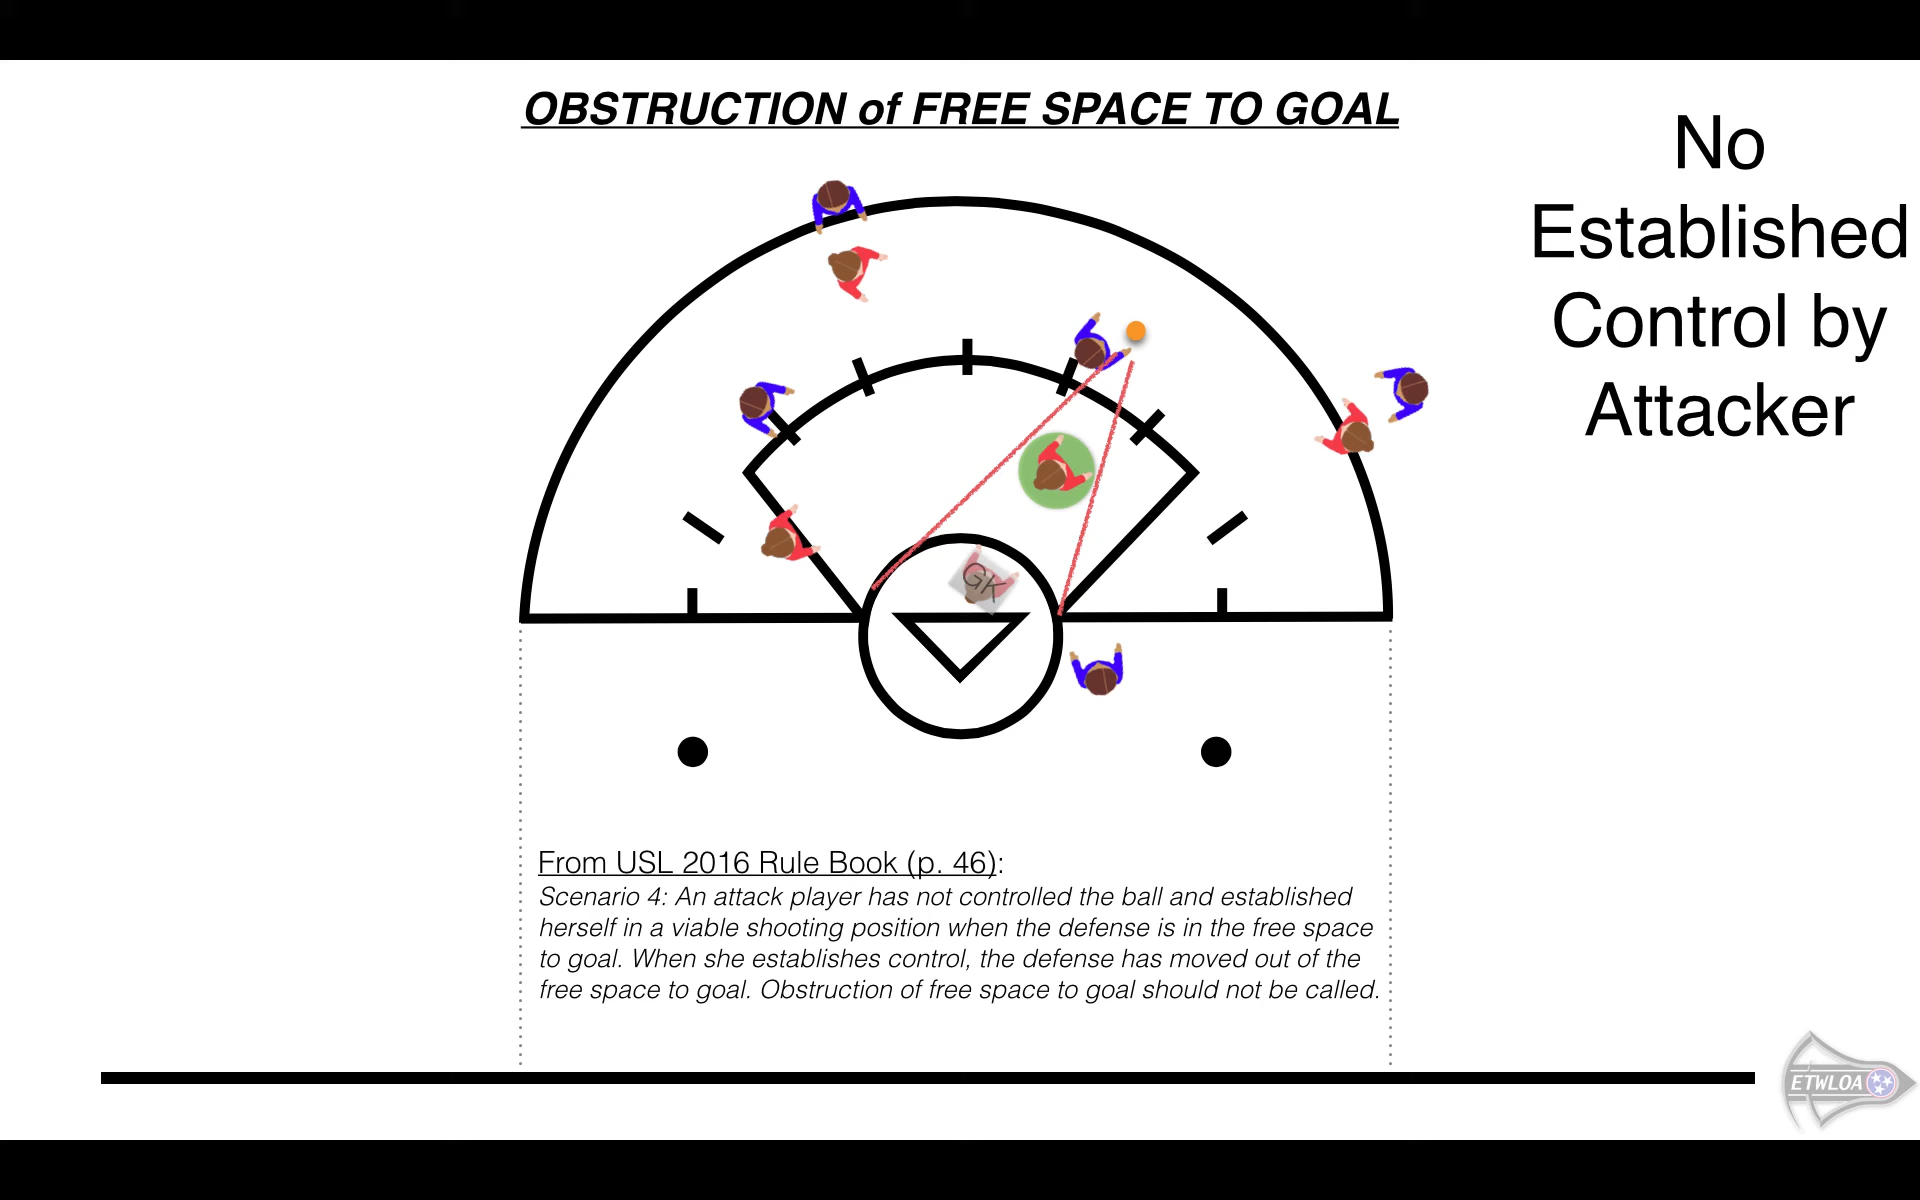 OBSTRUCTION of FREE SPACE TO GOAL
No
Established
Control by
Attacker
GK
From USL 2016 Rule Book (p. 46):
Scenario 4: An attack player has not controlled the ball and established
herself in a viable shooting position when the defense is in the free space
to goal. When she establishes control, the defense has moved out of the
free space to goal. Obstruction of free space to goal should not be called.
ETWLOA